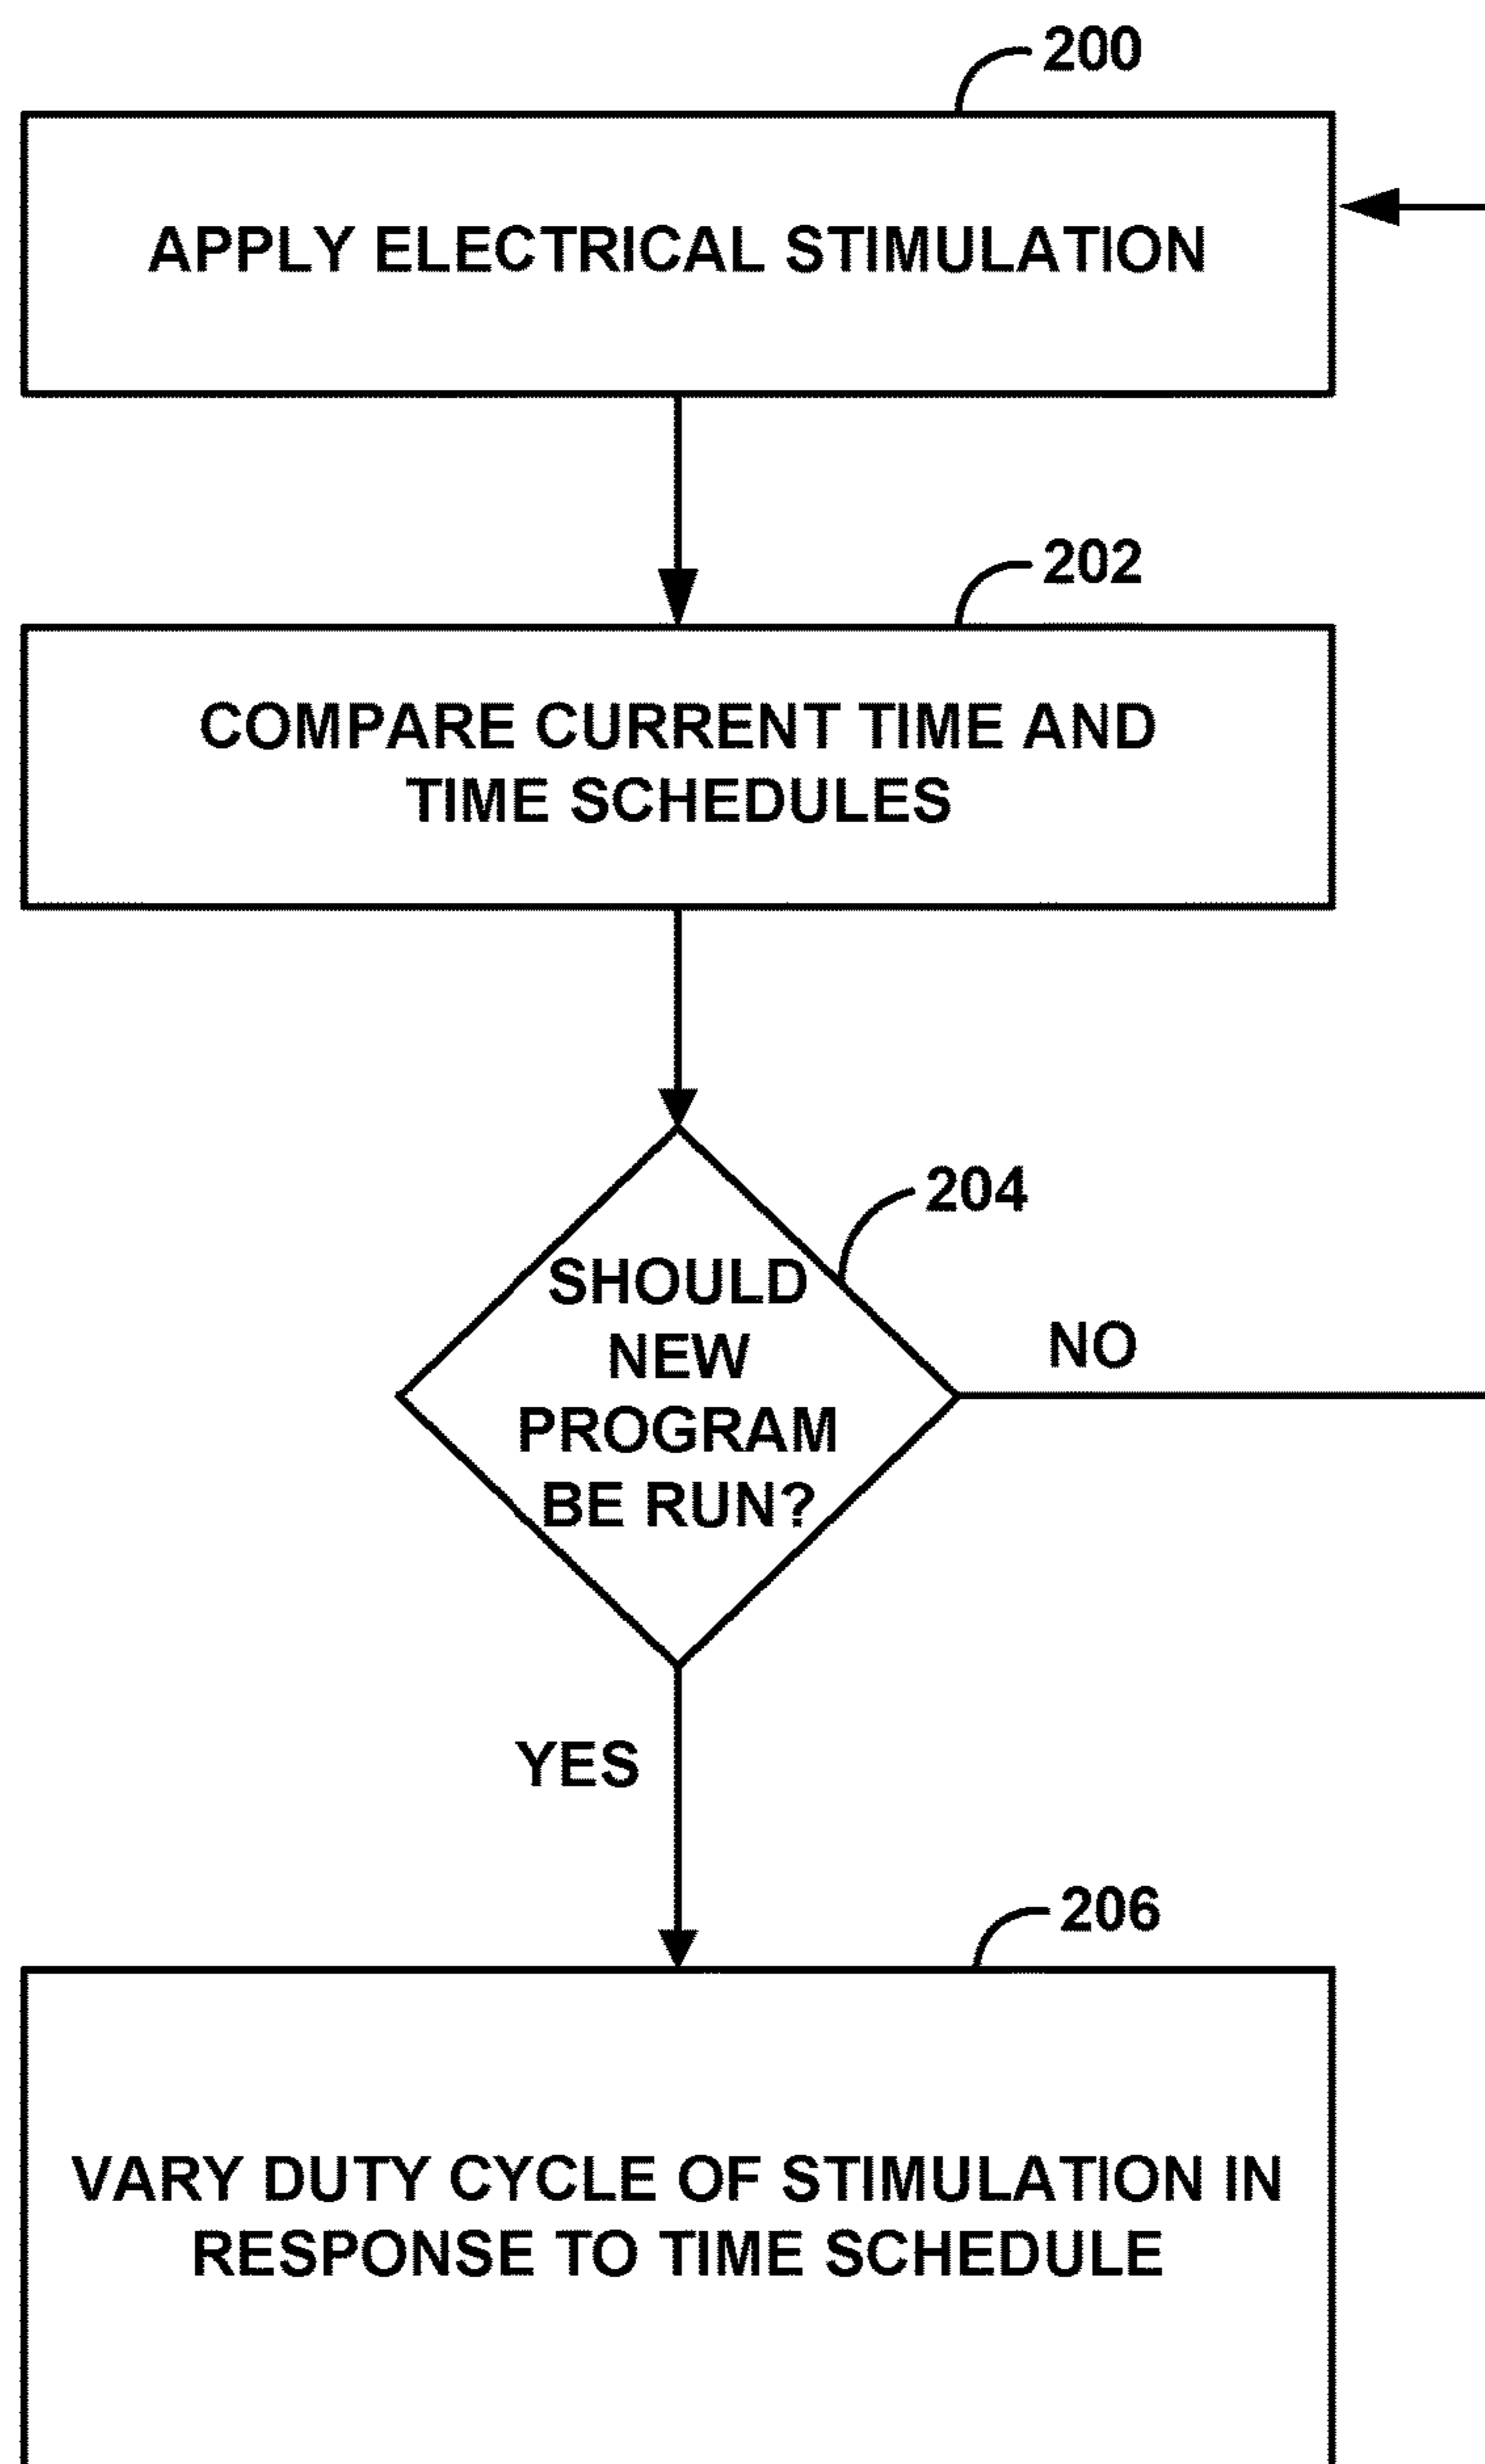 200
APPLY ELECTRICAL STIMULATION
202
COMPARE CURRENT TIME AND
TIME SCHEDULES
204
SHOULD
NEW
PROGRAM
BE RUN?
NO
YES
206
VARY DUTY CYCLE OF STIMULATION IN
RESPONSE TO TIME SCHEDULE